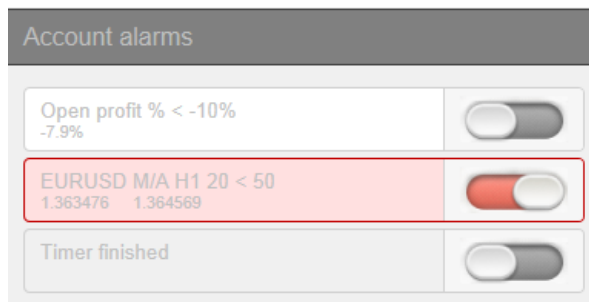 Account alarms
Open profit % < -10%
-7.9%
EURUSD M/A H1 20 < 50
1.363476 1.364569
Timer finished